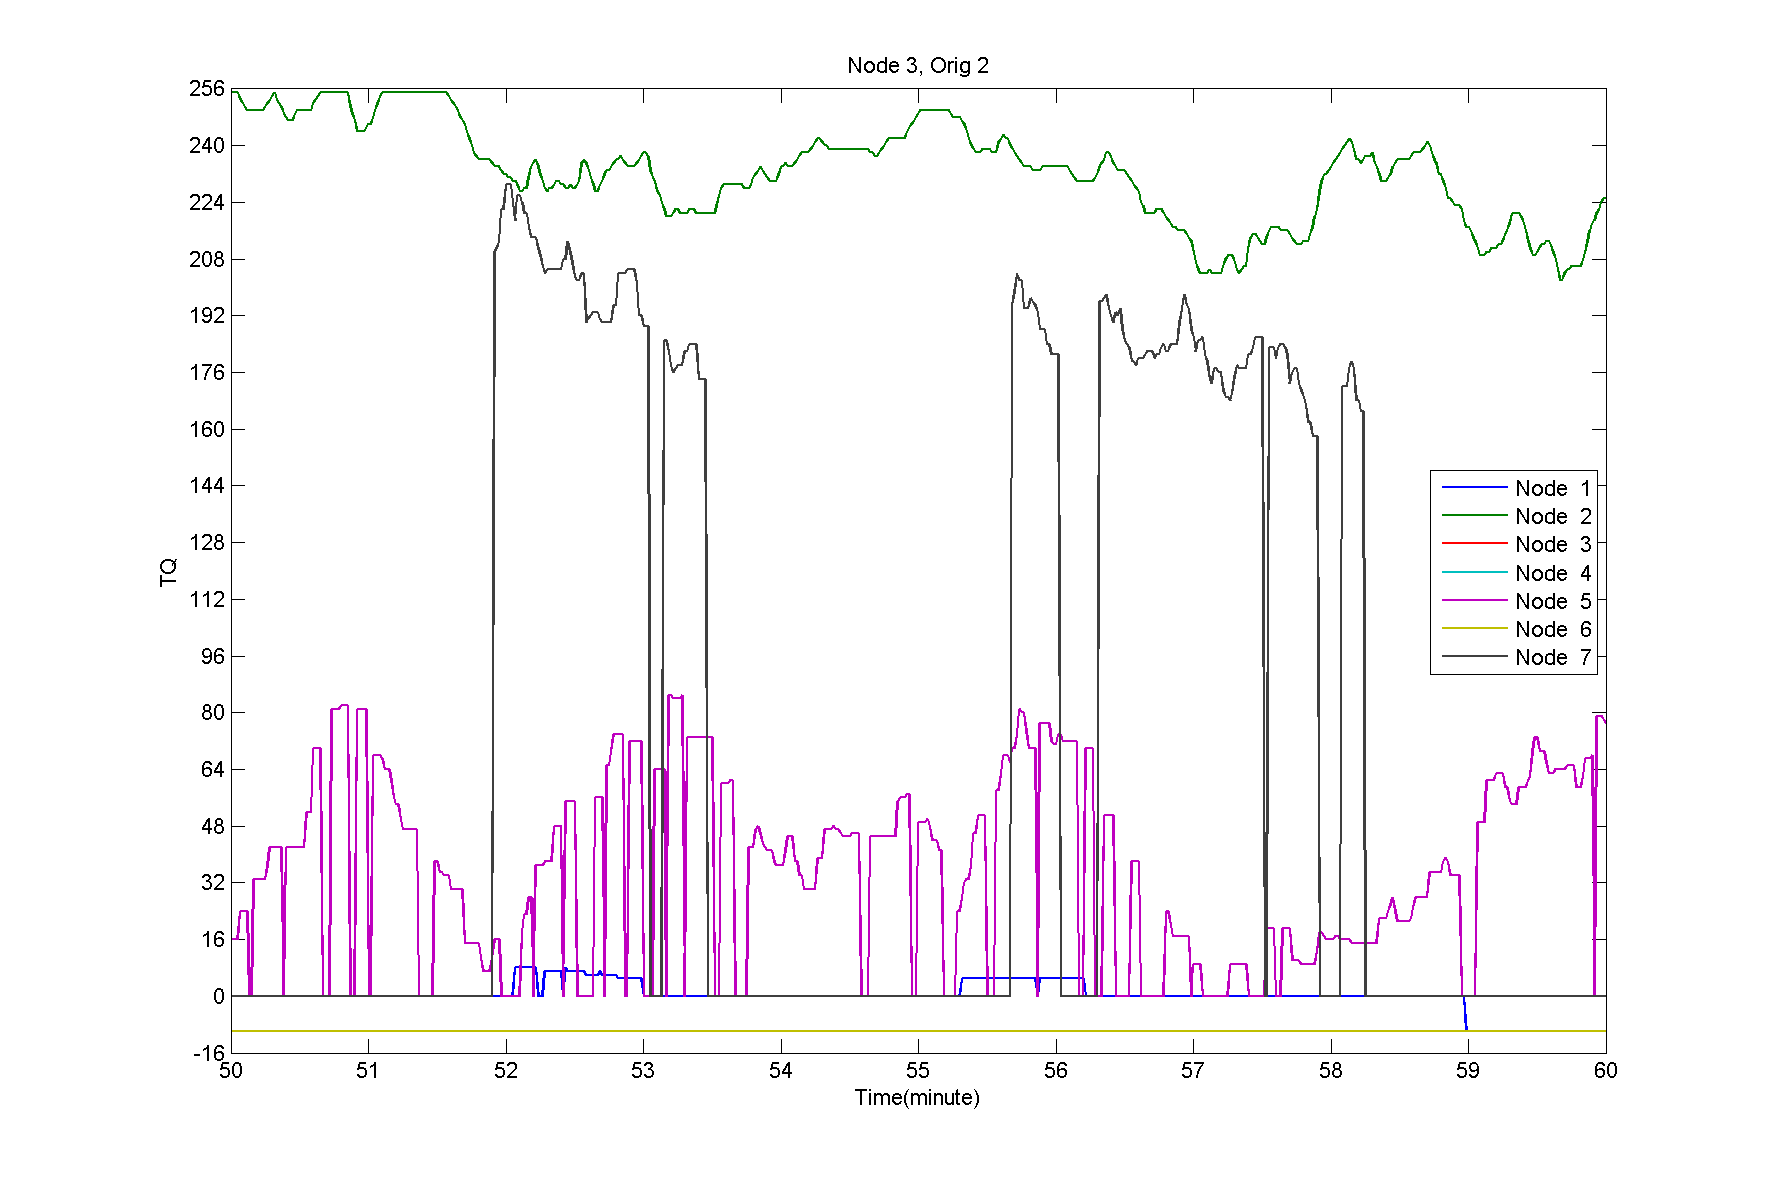 Node 3, Orig 2
256
240
224
208
192
176
160
144
128
112
96
80
64
48
32
16
0
-16
TQ
Node 1
Node 2
Node 3
Node 4
Node 5
Node 6
Node 7
50 51 52 53 54 55 56 57 58 59 60
Time(minute)